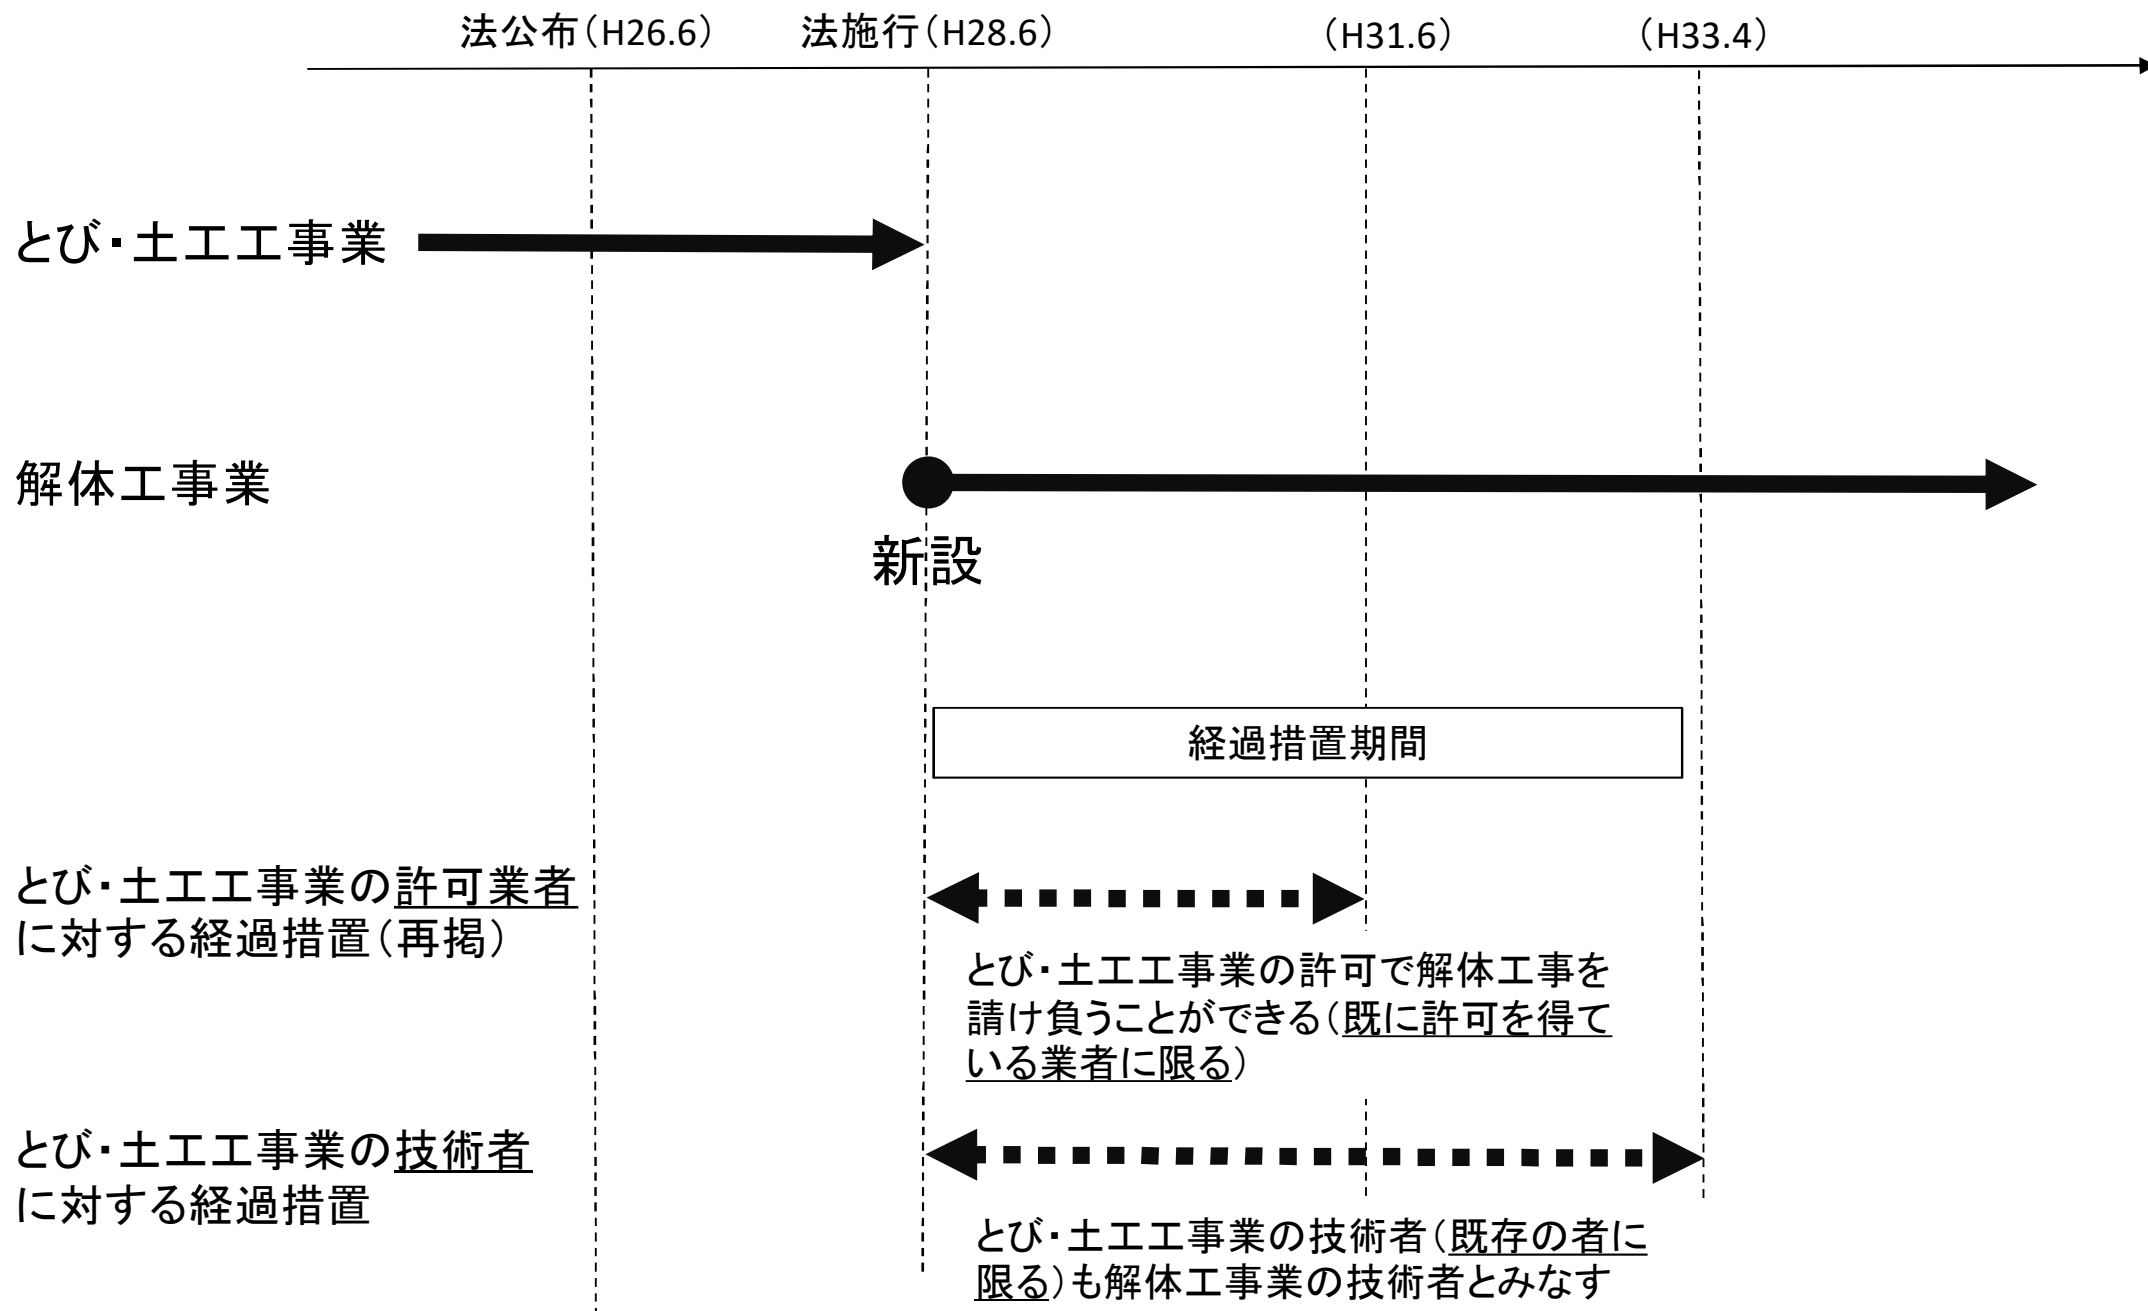 法公布（H26.6）
法施行（H28.6）
（H31.6）
（H33.4）
とび・土工工事業
解体工事業
新設
経過措置期間
とび・土工工事業の許可業者
に対する経過措置（再掲）
とび・土工工事業の許可で解体工事を
請け負うことができる（既に許可を得て
いる業者に限る）
とび・土工工事業の技術者
に対する経過措置
とび・土工工事業の技術者（既存の者に
限る）も解体工事業の技術者とみなす